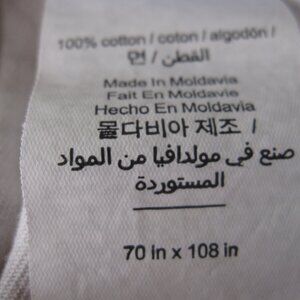 100% cotton / coton / algodón /
면 / القطن
Made In Moldavia
Fait En Moldavie
Hecho En Moldavia
몰다비아 제조 /
صنع في مولدافيا من المواد
المستوردة
70 in x 108 in